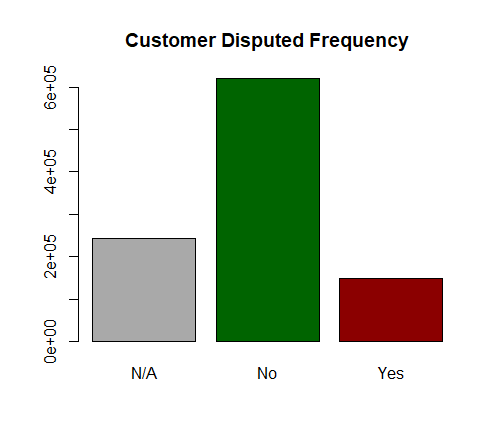 Customer Disputed Frequency
6e+05
4e+05
2e+05
0e+00
N/A No Yes